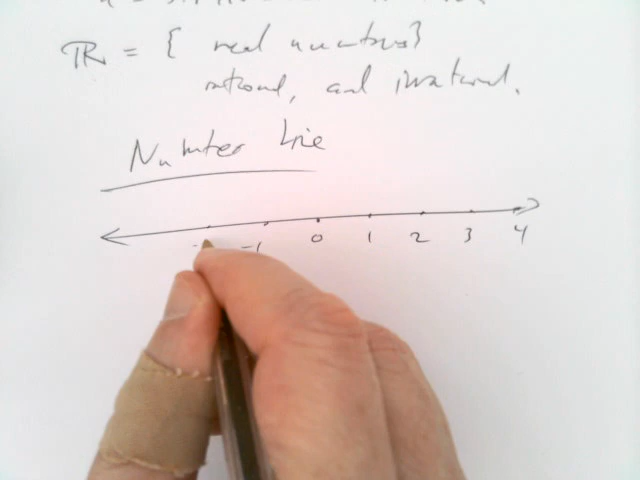 ℝ = { real numbers}
rational, and irrational.
Number Line
-1 0 1 2 3 4